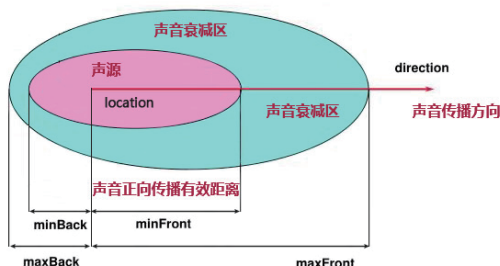 声音衰减区
声源
direction
location
声音衰减区
声音传播方向
声音正向传播有效距离
minBack
minFront
maxBack
maxFront